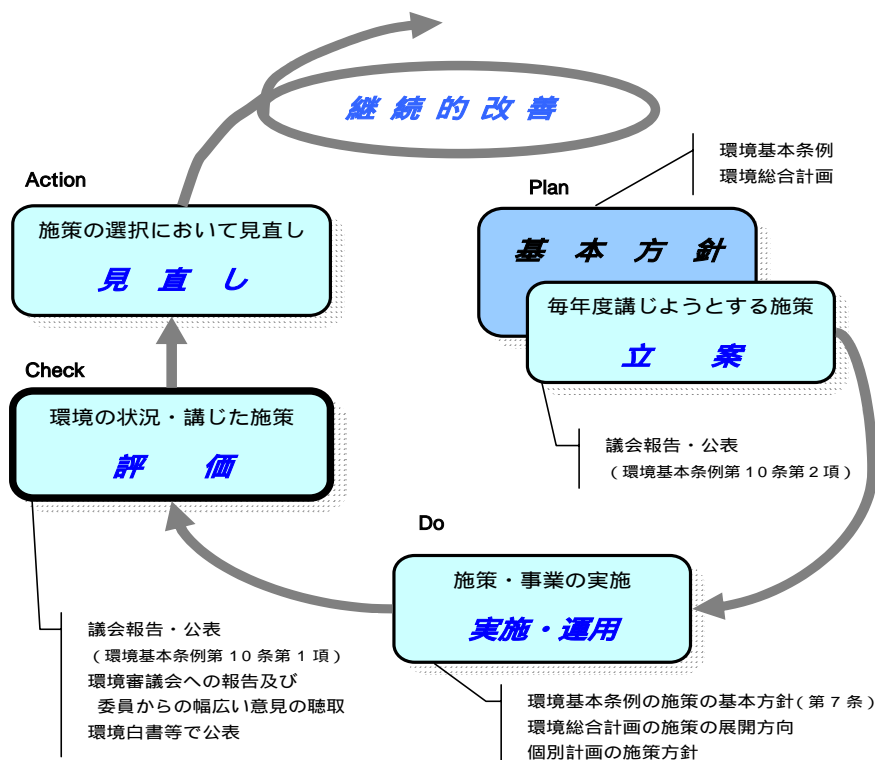 継続的改善
Action
施策の選択において見直し
見直し
Plan
環境基本条例
環境総合計画
基本方針
毎年度講じようとする施策
立案
議会報告・公表
(環境基本条例第10条第2項)
Check
環境の状況・講じた施策
評価
議会報告・公表
(環境基本条例第10条第1項)
環境審議会への報告及び
委員からの幅広い意見の聴取
環境白書等で公表
Do
施策・事業の実施
実施・運用
環境基本条例の施策の基本方針(第7条)
環境総合計画の施策の展開方向
個別計画の施策方針